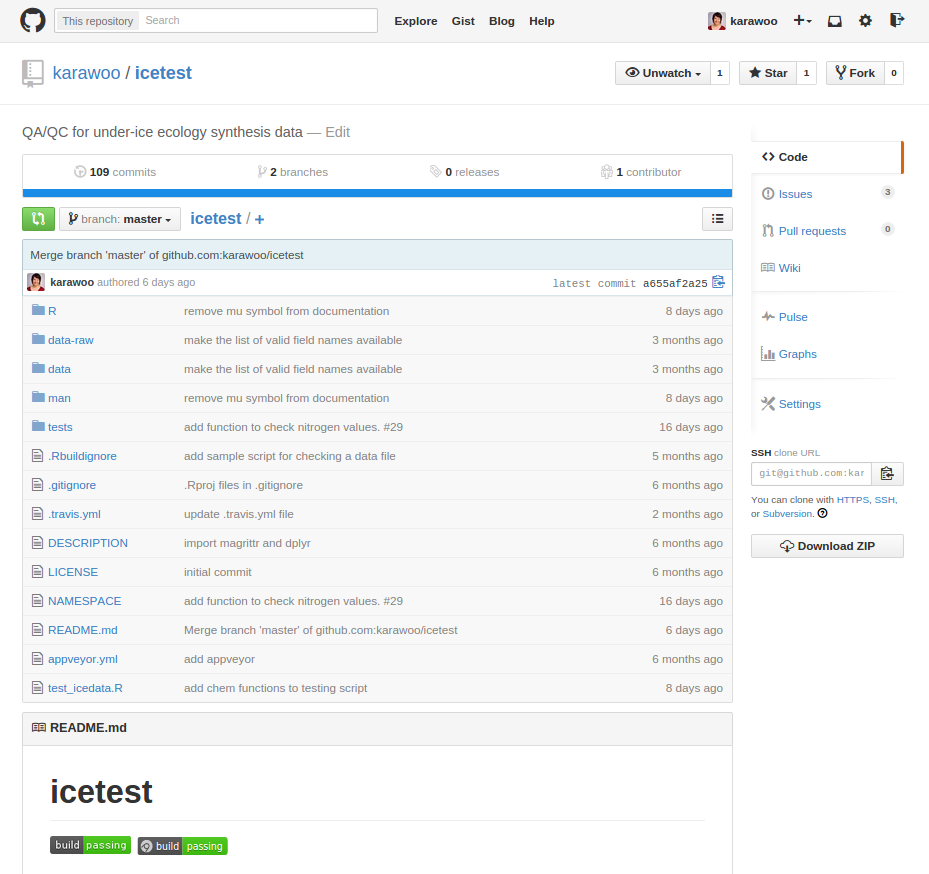 This repository Search Explore Gist Blog Help karawoo
karawoo / icetest Unwatch 1 Star 1 Fork 0
QA/QC for under-ice ecology synthesis data — Edit
109 commits 2 branches 0 releases 1 contributor
branch: master icetest / +
Merge branch 'master' of github.com:karawoo/icetest
karawoo authored 6 days ago latest commit a655af2a25
R remove mu symbol from documentation 8 days ago
data-raw make the list of valid field names available 3 months ago
data make the list of valid field names available 3 months ago
man remove mu symbol from documentation 8 days ago
tests add function to check nitrogen values. #29 16 days ago
.Rbuildignore add sample script for checking a data file 5 months ago
.gitignore .Rproj files in .gitignore 6 months ago
.travis.yml update .travis.yml file 2 months ago
DESCRIPTION import magrittr and dplyr 6 months ago
LICENSE initial commit 6 months ago
NAMESPACE add function to check nitrogen values. #29 16 days ago
README.md Merge branch 'master' of github.com:karawoo/icetest 6 days ago
appveyor.yml add appveyor 6 months ago
test_icedata.R add chem functions to testing script 8 days ago
README.md
icetest
build passing build passing
Code
Issues 3
Pull requests 0
Wiki
Pulse
Graphs
Settings
SSH clone URL
git@github.com:kar
You can clone with HTTPS, SSH,
or Subversion.
Download ZIP